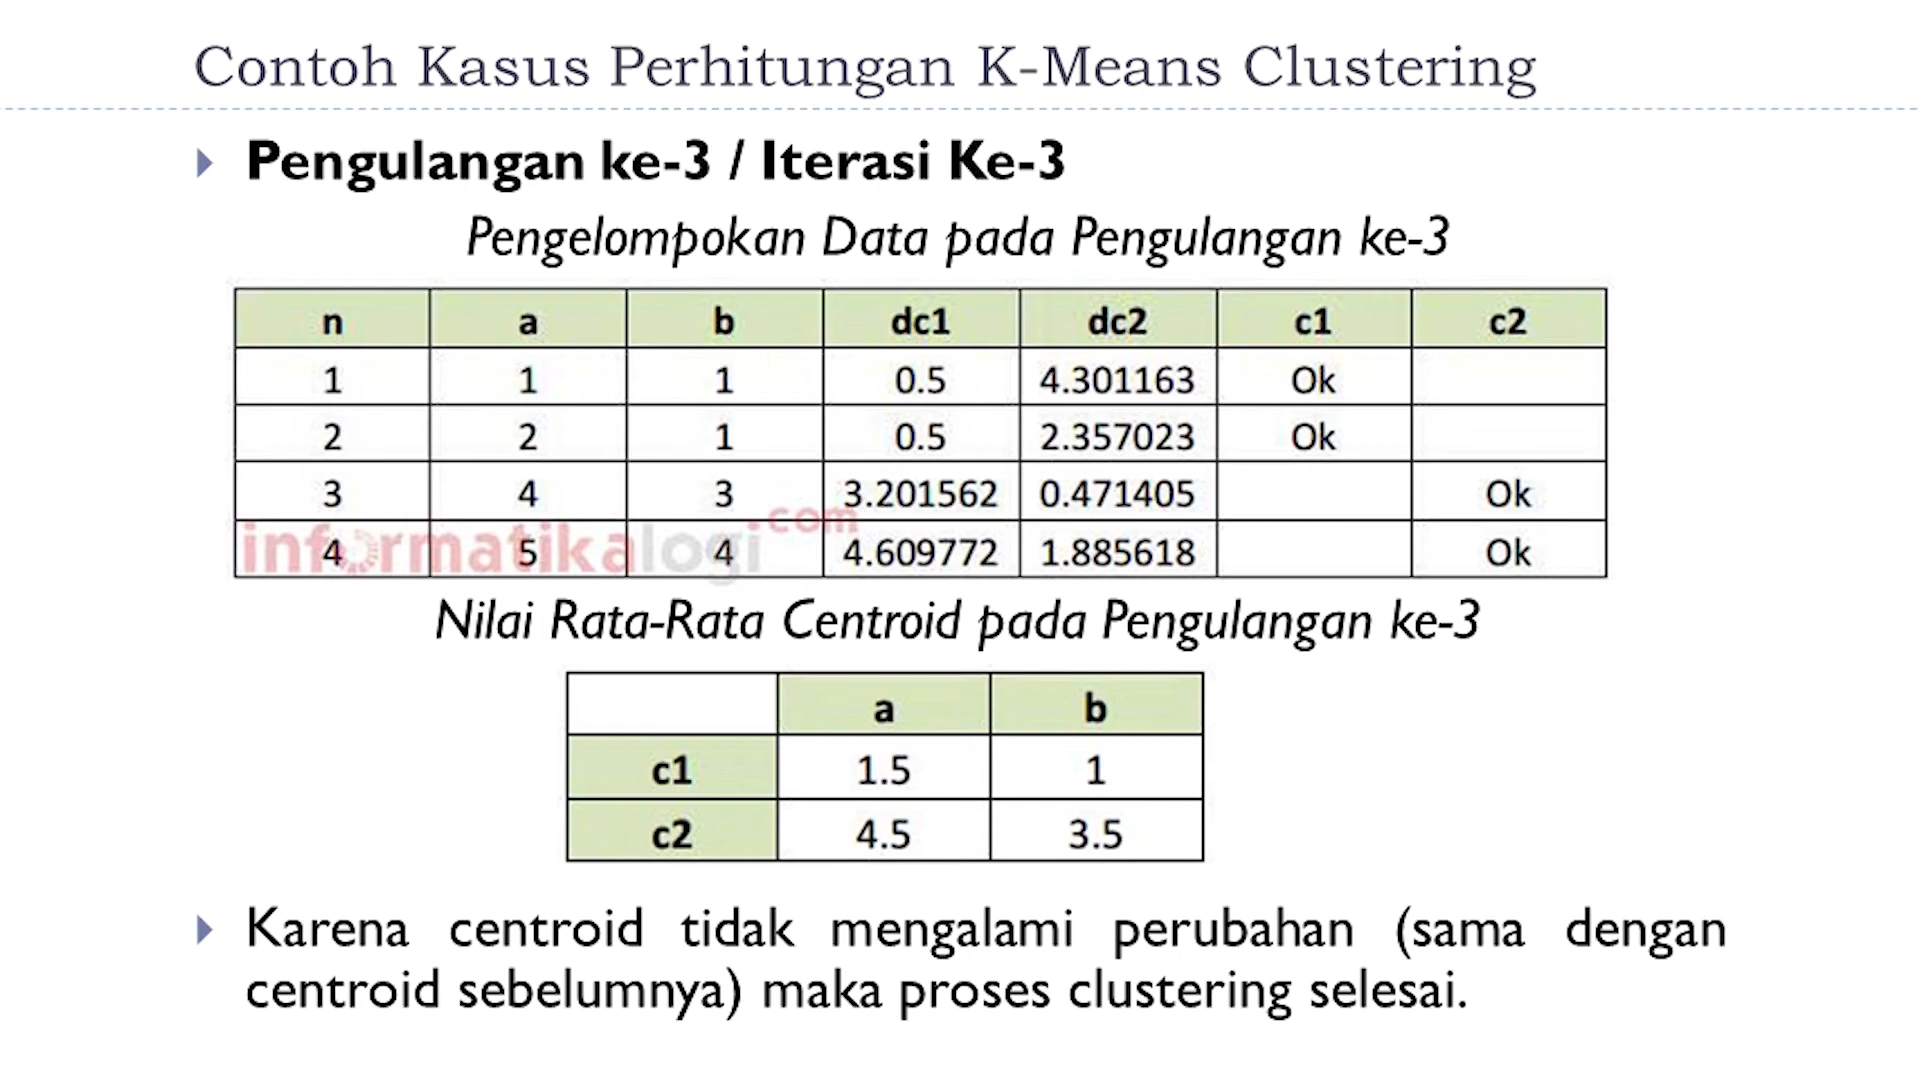 Contoh Kasus Perhitungan K-Means Clustering
Pengulangan ke-3 / Iterasi Ke-3
Pengelompokan Data pada Pengulangan ke-3
n a b dc1 dc2 c1 c2
1 1 1 0.5 4.301163 Ok
2 2 1 0.5 2.357023 Ok
3 4 3 3.201562 0.471405 Ok
4 5 4 4.609772 1.885618 Ok
informatikalogi.com
Nilai Rata-Rata Centroid pada Pengulangan ke-3
a b
c1 1.5 1
c2 4.5 3.5
Karena centroid tidak mengalami perubahan (sama dengan
centroid sebelumnya) maka proses clustering selesai.